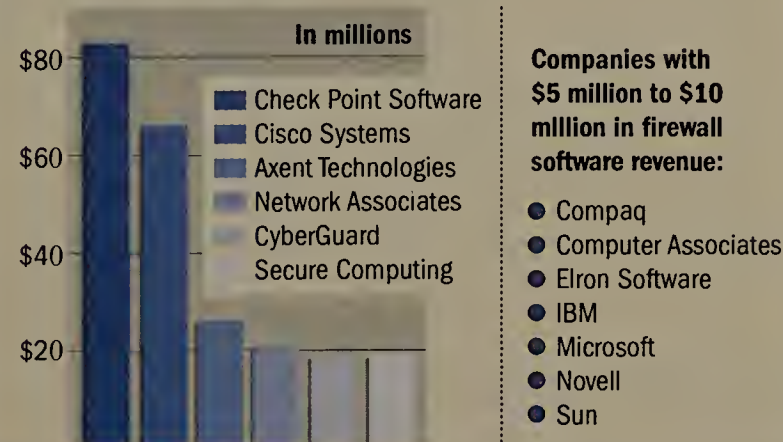 In millions
$80
$60
$40
$20
Check Point Software
Cisco Systems
Axent Technologies
Network Associates
CyberGuard
Secure Computing
Companies with
$5 million to $10
million in firewall
software revenue:
Compaq
Computer Associates
Elron Software
IBM
Microsoft
Novell
Sun